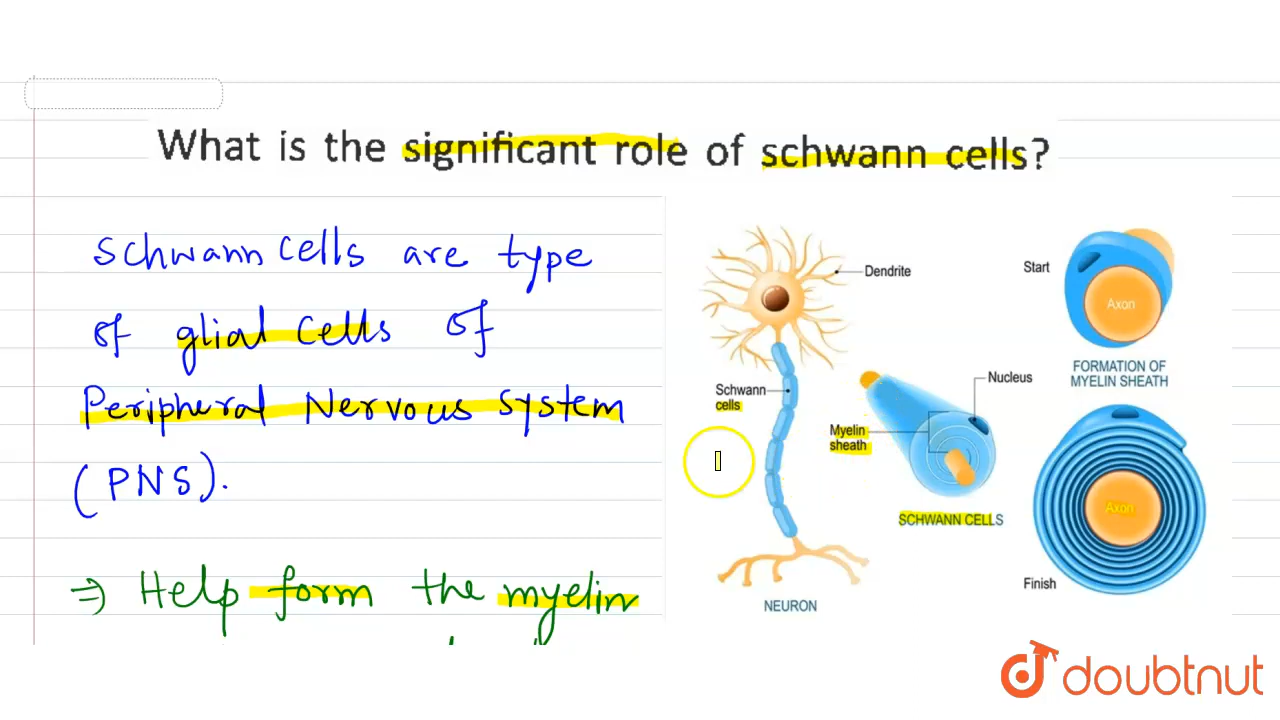 What is the significant role of schwann cells?
schwann cells are type
of glial cells of
Peripheral Nervous system
(PNS).
⇒ Help form the myelin
Dendrite
Schwann
cells
NEURON
Nucleus
Myelin
sheath
SCHWANN CELLS
Start
Axon
FORMATION OF
MYELIN SHEATH
Axon
Finish
doubtnut